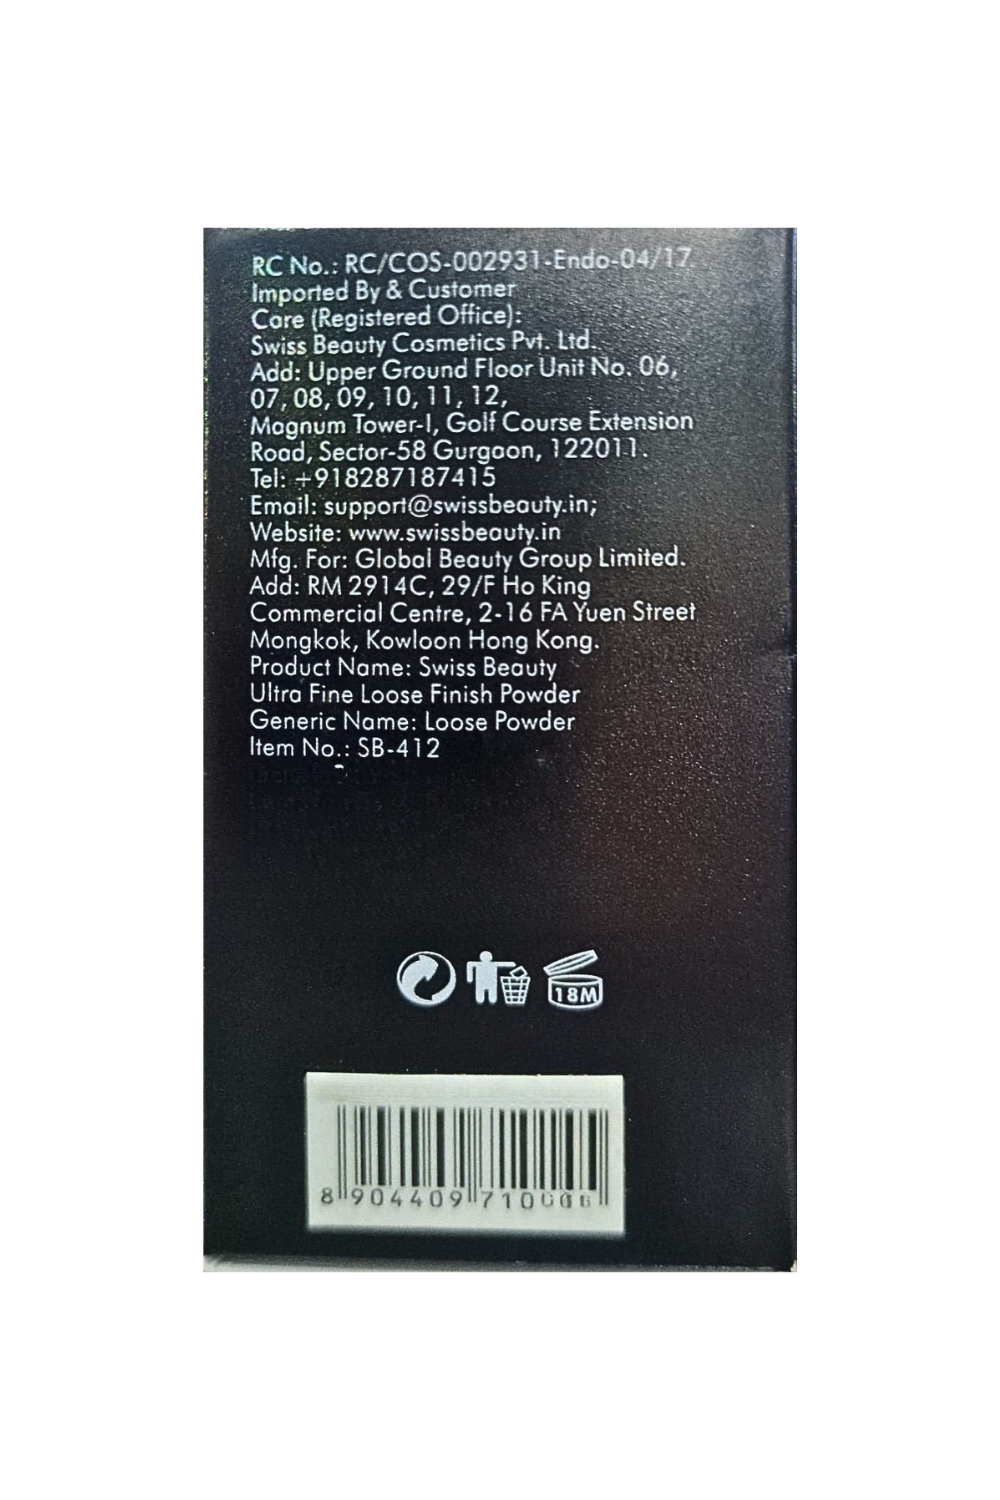 RC No.: RC/COS-002931-Endo-04/17
Imported By & Customer
Care (Registered Office):
Swiss Beauty Cosmetics Pvt. Ltd.
Add: Upper Ground Floor Unit No. 06,
07, 08, 09, 10, 11, 12,
Magnum Tower-I, Golf Course Extension
Road, Sector-58 Gurgaon, 122011.
Tel: +918287187415
Email: support@swissbeauty.in;
Website: www.swissbeauty.in
Mfg. For: Global Beauty Group Limited.
Add: RM 2914C, 29/F Ho King
Commercial Centre, 2-16 FA Yuen Street
Mongkok, Kowloon Hong Kong.
Product Name: Swiss Beauty
Ultra Fine Loose Finish Powder
Generic Name: Loose Powder
Item No.: SB-412
18M
8 904409